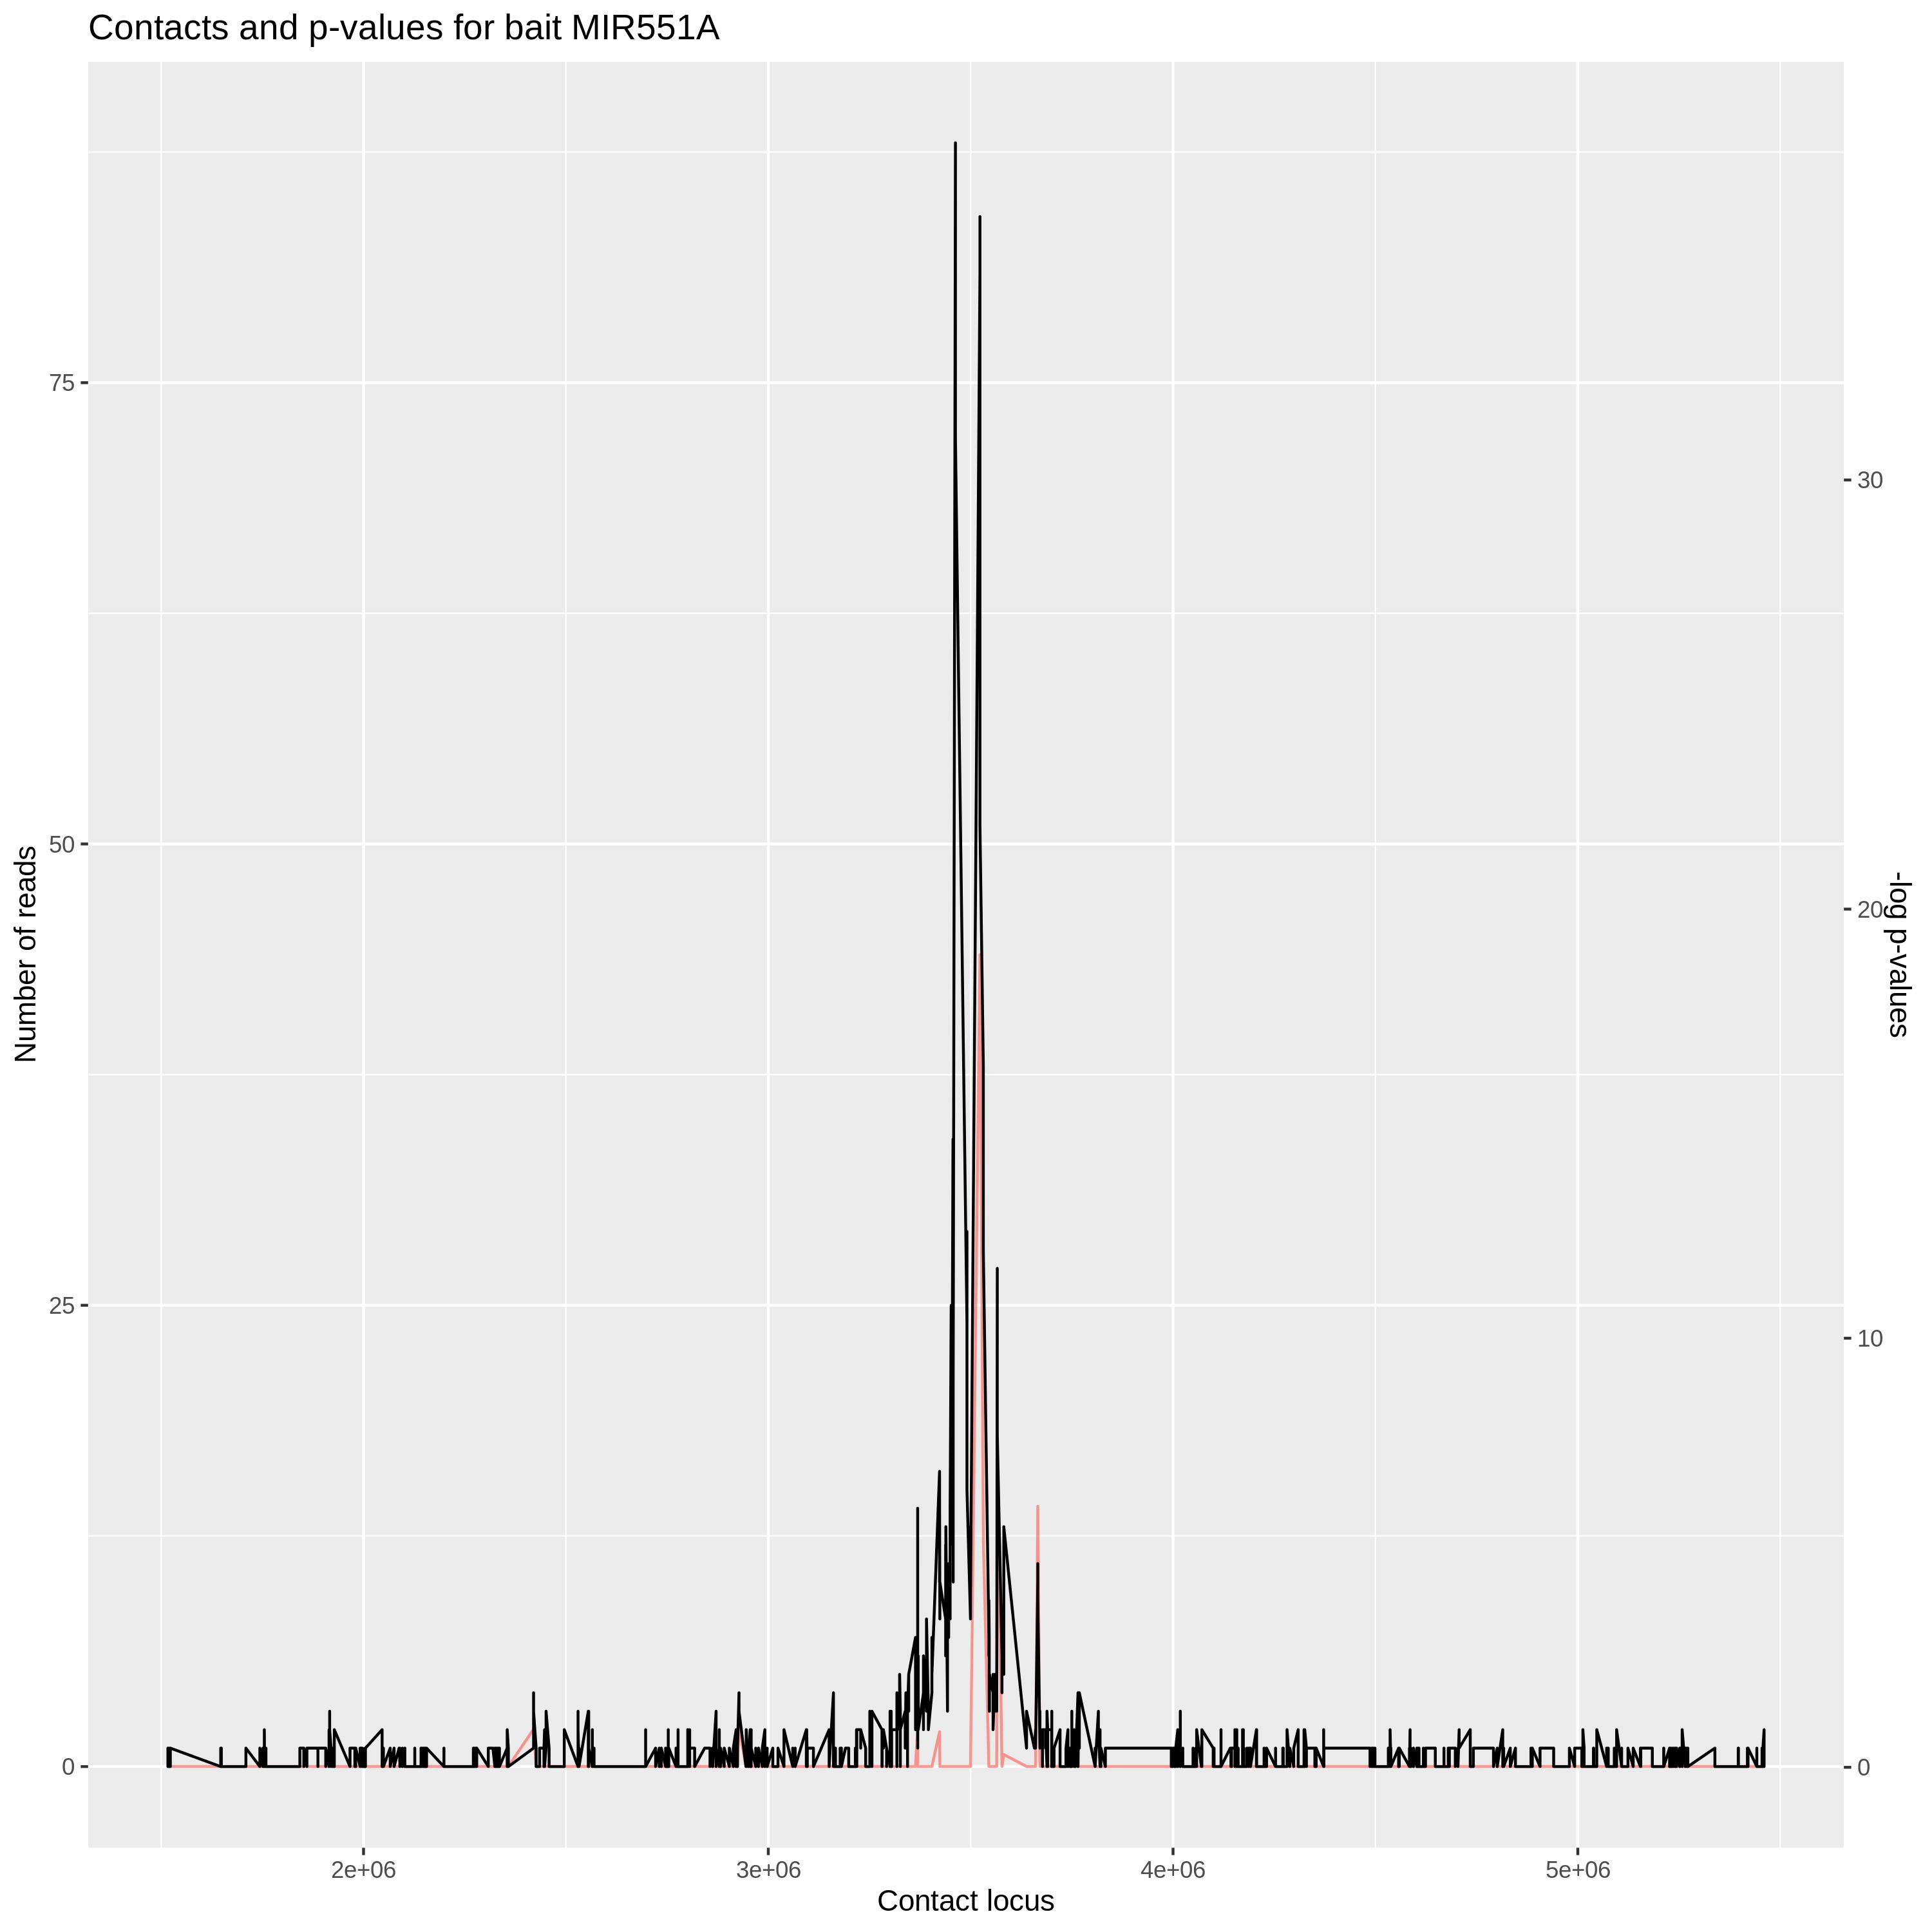 Contacts and p-values for bait MIR551A
Number of reads
75
50
25
0
30
20
10
0
-log p-values
2e+06
3e+06
4e+06
5e+06
Contact locus